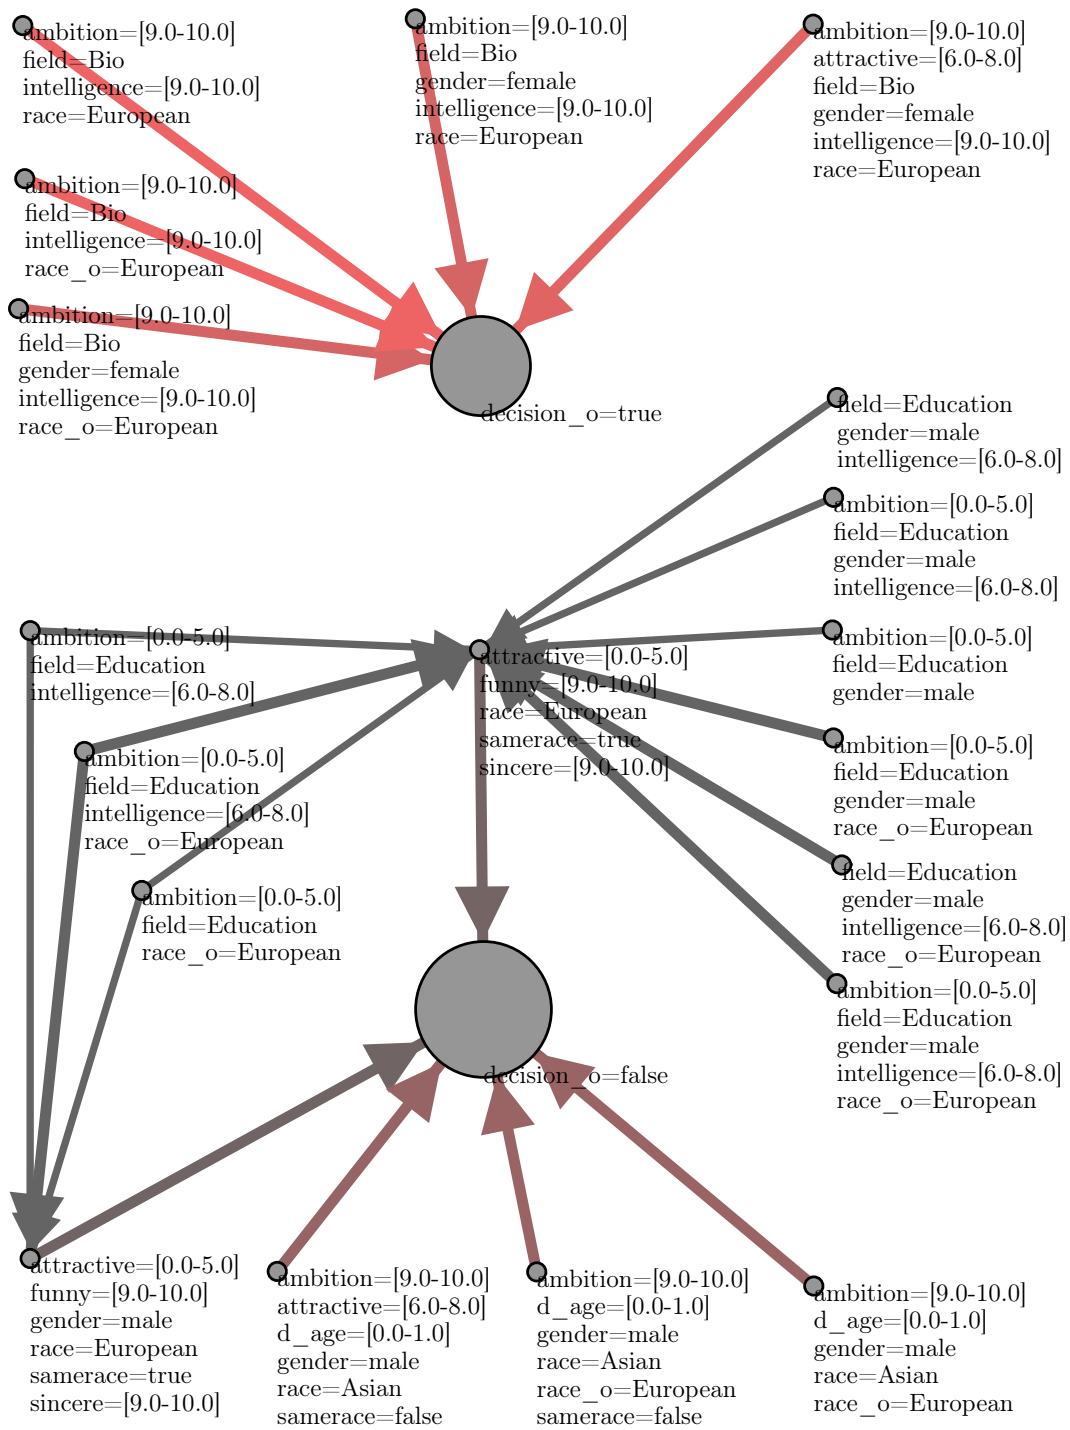 ambition=[9.0-10.0]
field=Bio
intelligence=[9.0-10.0]
race=European
ambition=[9.0-10.0]
field=Bio
gender=female
intelligence=[9.0-10.0]
race=European
ambition=[9.0-10.0]
attractive=[6.0-8.0]
field=Bio
gender=female
intelligence=[9.0-10.0]
race=European
ambition=[9.0-10.0]
field=Bio
intelligence=[9.0-10.0]
race_o=European
ambition=[9.0-10.0]
field=Bio
gender=female
intelligence=[9.0-10.0]
race_o=European
decision_o=true
field=Education
gender=male
intelligence=[6.0-8.0]
ambition=[0.0-5.0]
field=Education
gender=male
intelligence=[6.0-8.0]
ambition=[0.0-5.0]
field=Education
intelligence=[6.0-8.0]
attractive=[0.0-5.0]
funny=[9.0-10.0]
race=European
samerace=true
sincere=[9.0-10.0]
ambition=[0.0-5.0]
field=Education
gender=male
ambition=[0.0-5.0]
field=Education
intelligence=[6.0-8.0]
race_o=European
ambition=[0.0-5.0]
field=Education
gender=male
race_o=European
ambition=[0.0-5.0]
field=Education
race_o=European
field=Education
gender=male
intelligence=[6.0-8.0]
race_o=European
ambition=[0.0-5.0]
field=Education
gender=male
intelligence=[6.0-8.0]
race_o=European
decision_o=false
attractive=[0.0-5.0]
funny=[9.0-10.0]
gender=male
race=European
samerace=true
sincere=[9.0-10.0]
ambition=[9.0-10.0]
attractive=[6.0-8.0]
d_age=[0.0-1.0]
gender=male
race=Asian
samerace=false
ambition=[9.0-10.0]
d_age=[0.0-1.0]
gender=male
race=Asian
race_o=European
samerace=false
ambition=[9.0-10.0]
d_age=[0.0-1.0]
gender=male
race=Asian
race_o=European